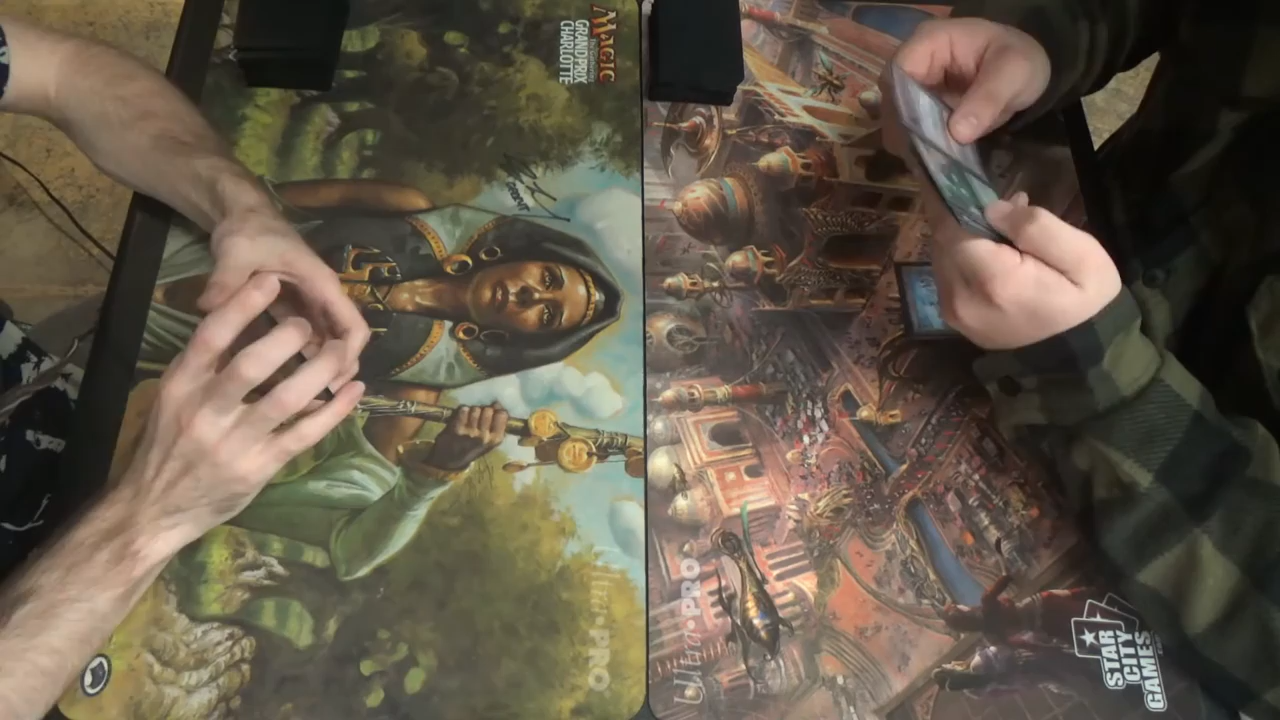 MAGIC
GRAND PRIX
CHARLOTTE
Ultra•PRO
Ultra•PRO
STAR
CITY
GAMES